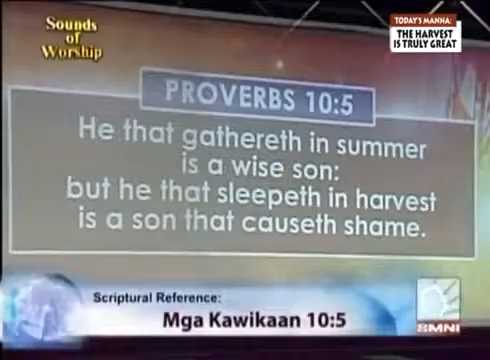 Sounds
of
Worship
TODAY'S MANNA:
THE HARVEST
IS TRULY GREAT
PROVERBS 10:5
He that gathereth in summer
is a wise son:
but he that sleepeth in harvest
is a son that causeth shame.
Scriptural Reference:
Mga Kawikaan 10:5
SMNI